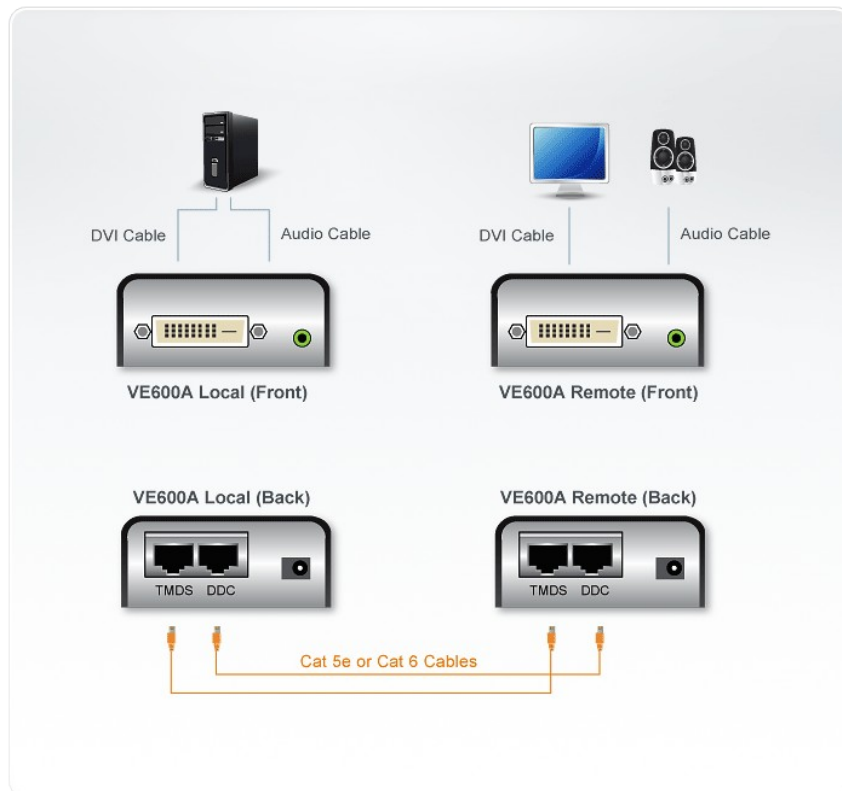 DVI Cable
Audio Cable
DVI Cable
Audio Cable
VE600A Local (Front)
VE600A Remote (Front)
VE600A Local (Back)
VE600A Remote (Back)
TMDS DDC
TMDS DDC
Cat 5e or Cat 6 Cables